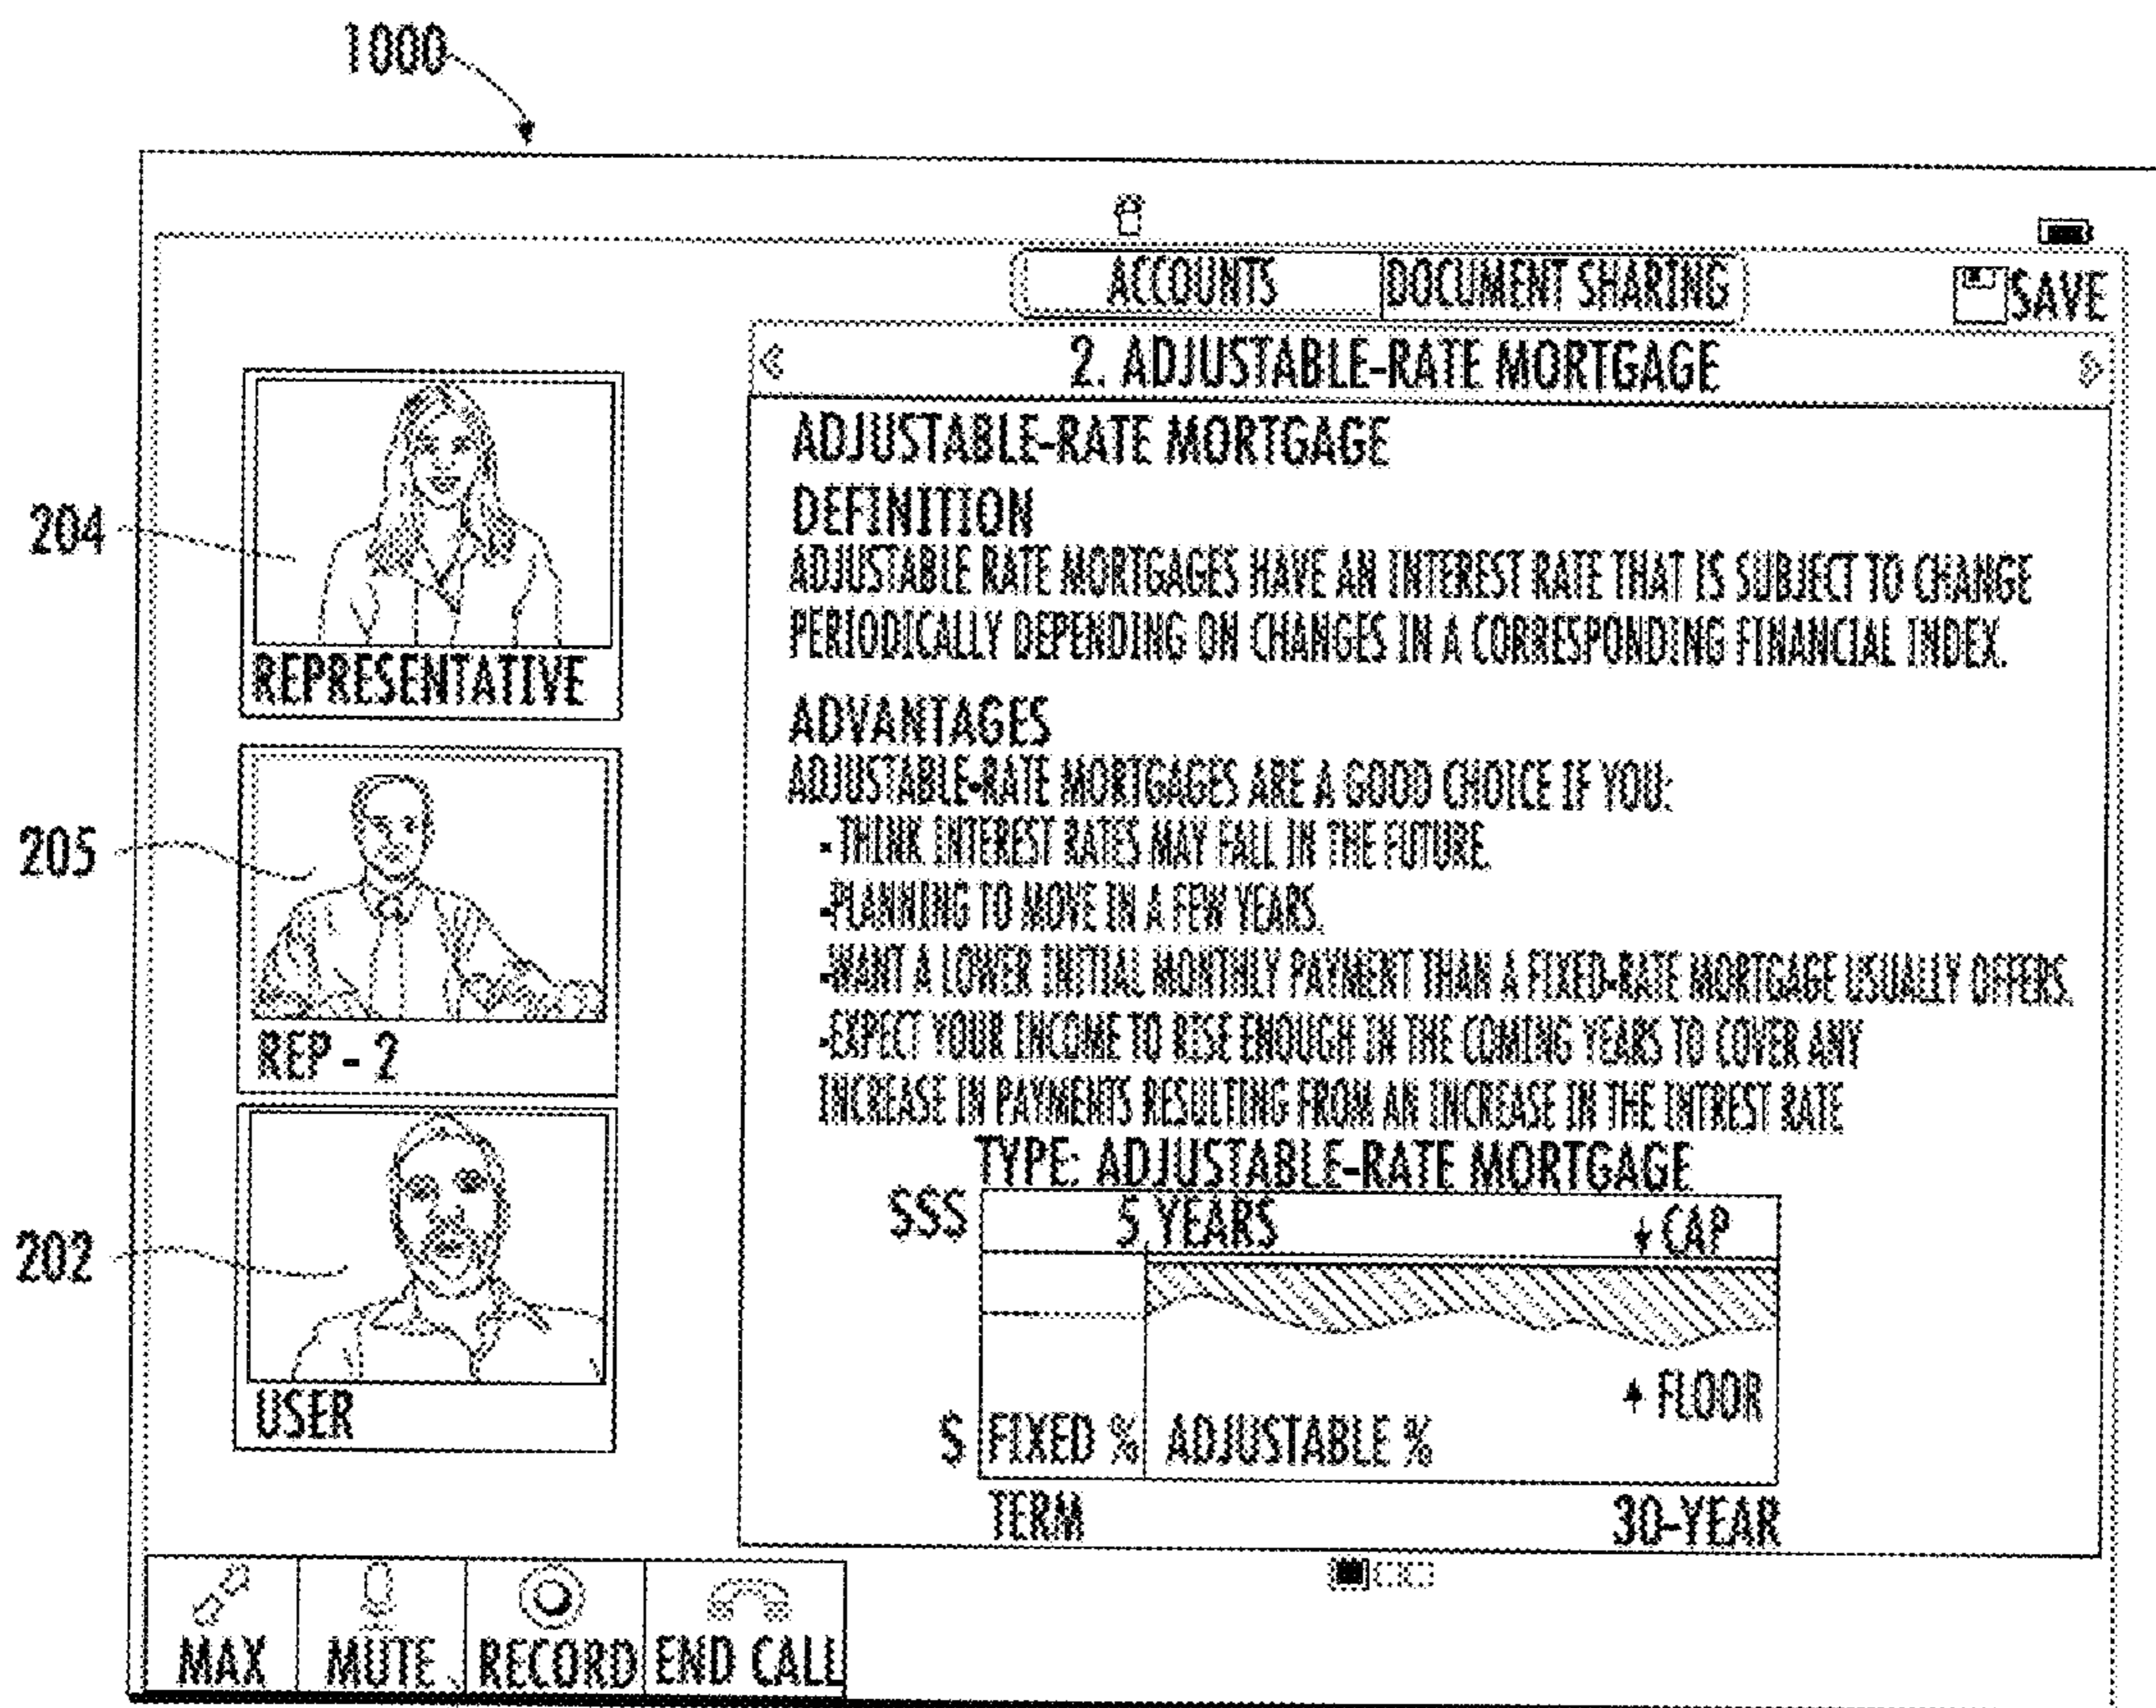 1000
ACCOUNTS
DOCUMENT SHARING
SAVE
2. ADJUSTABLE-RATE MORTGAGE
204
REPRESENTATIVE
205
REP - 2
202
USER
ADJUSTABLE-RATE MORTGAGE
DEFINITION
ADJUSTABLE RATE MORTGAGES HAVE AN INTEREST RATE THAT IS SUBJECT TO CHANGE
PERIODICALLY DEPENDING ON CHANGES IN A CORRESPONDING FINANCIAL INDEX.
ADVANTAGES
ADJUSTABLE-RATE MORTGAGES ARE A GOOD CHOICE IF YOU:
- THINK INTEREST RATES MAY FALL IN THE FUTURE.
-PLANNING TO MOVE IN A FEW YEARS.
-WANT A LOWER INITIAL MONTHLY PAYMENT THAN A FIXED-RATE MORTGAGE USUALLY OFFERS.
-EXPECT YOUR INCOME TO RISE ENOUGH IN THE COMING YEARS TO COVER ANY
INCREASE IN PAYMENTS RESULTING FROM AN INCREASE IN THE INTREST RATE
TYPE: ADJUSTABLE-RATE MORTGAGE
$$$
5 YEARS
CAP
FLOOR
$
FIXED %
ADJUSTABLE %
TERM
30-YEAR
MAX
MUTE
RECORD
END CALL